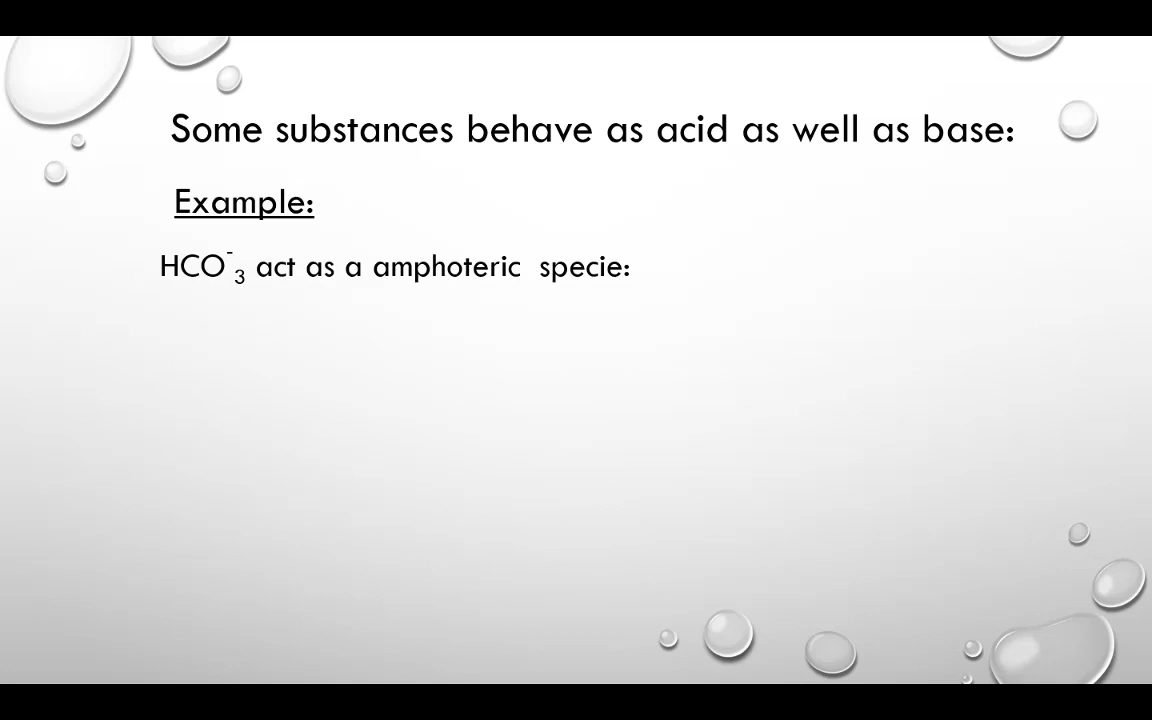 Some substances behave as acid as well as base:
Example:
HCO⁻₃ act as a amphoteric specie: